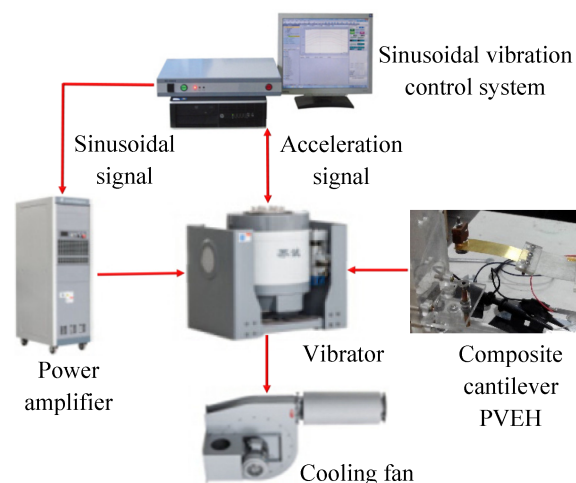 Sinusoidal vibration
control system
Sinusoidal
signal
Acceleration
signal
Power
amplifier
Vibrator
Composite
cantilever
PVEH
Cooling fan